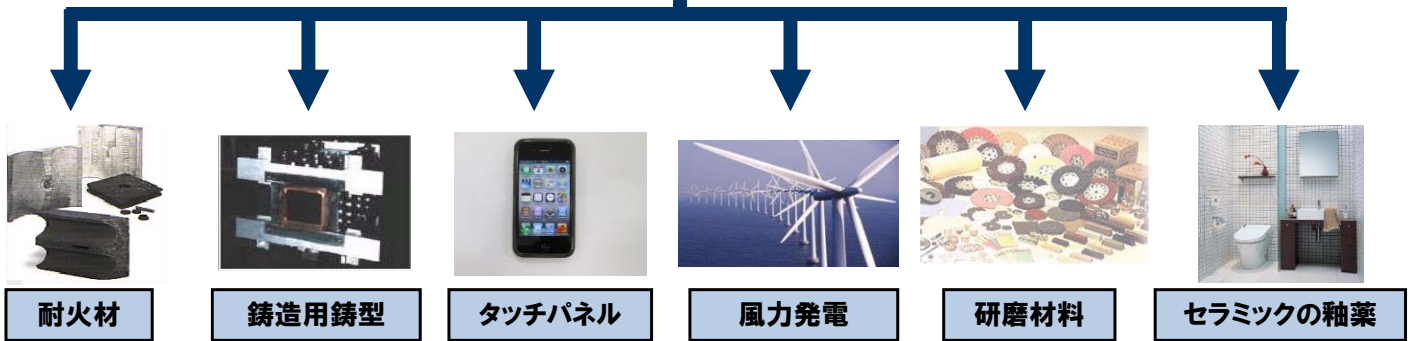 耐火材
鋳造用鋳型
タッチパネル
風力発電
研磨材料
セラミックの釉薬